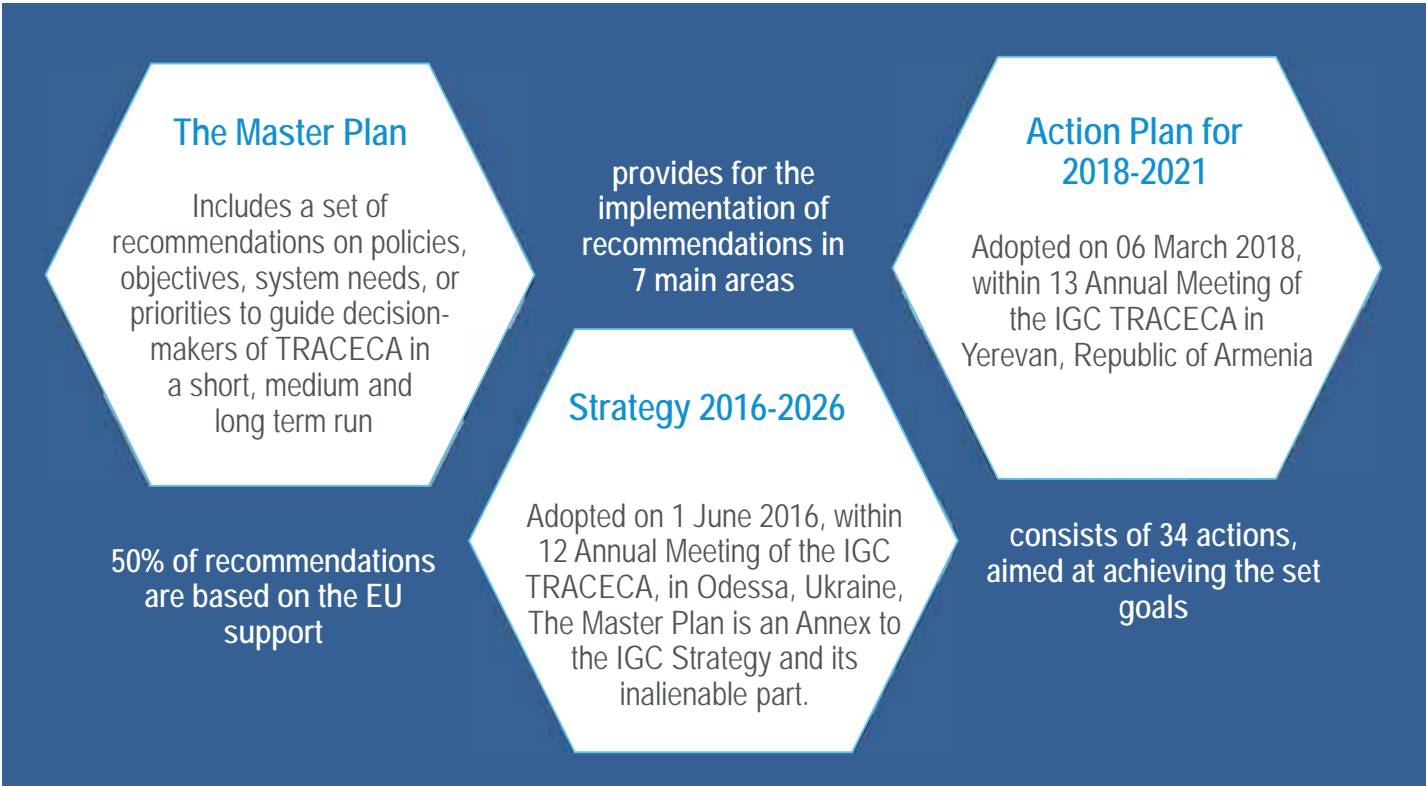 The Master Plan
Includes a set of
recommendations on policies,
objectives, system needs, or
priorities to guide decision-
makers of TRACECA in
a short, medium and
long term run
50% of recommendations
are based on the EU
support
provides for the
implementation of
recommendations in
7 main areas
Strategy 2016-2026
Adopted on 1 June 2016, within
12 Annual Meeting of the IGC
TRACECA, in Odessa, Ukraine,
The Master Plan is an Annex to
the IGC Strategy and its
inalienable part.
Action Plan for
2018-2021
Adopted on 06 March 2018,
within 13 Annual Meeting of
the IGC TRACECA in
Yerevan, Republic of Armenia
consists of 34 actions,
aimed at achieving the set
goals